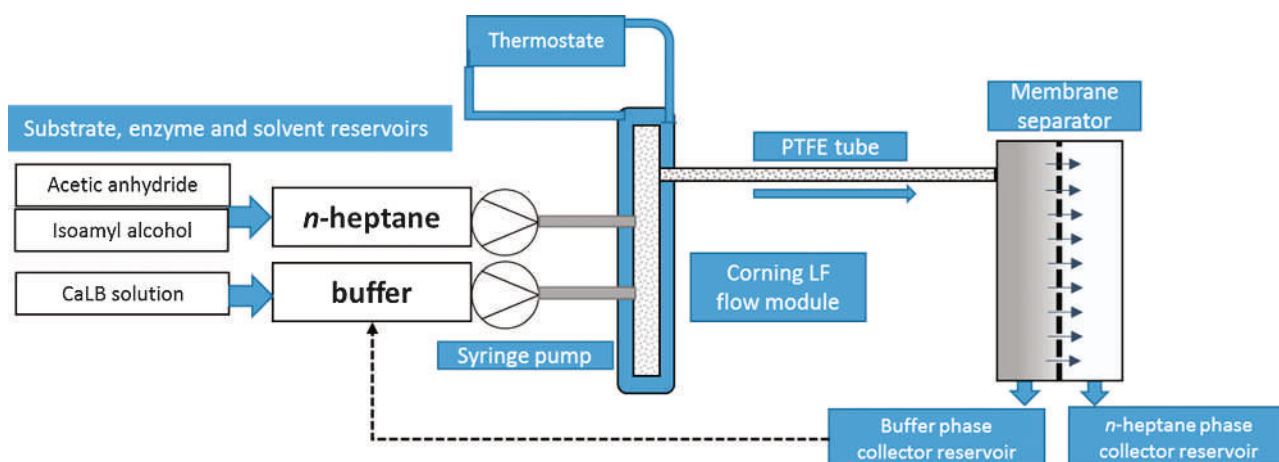 Thermostate
Substrate, enzyme and solvent reservoirs
Membrane
separator
PTFE tube
Acetic anhydride
Isoamyl alcohol
n-heptane
CaLB solution
buffer
Corning LF
flow module
Syringe pump
Buffer phase
collector reservoir
n-heptane phase
collector reservoir